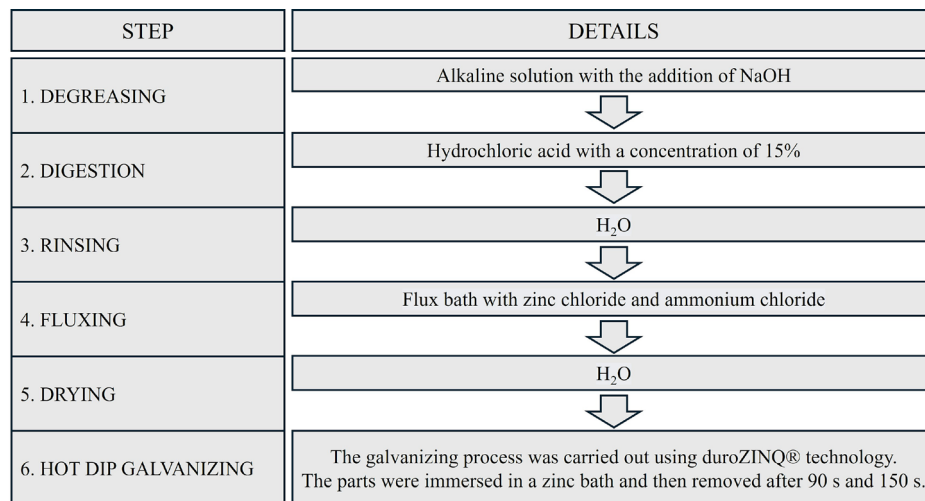 STEP
DETAILS
1. DEGREASING
Alkaline solution with the addition of NaOH
2. DIGESTION
Hydrochloric acid with a concentration of 15%
3. RINSING
H₂O
4. FLUXING
Flux bath with zinc chloride and ammonium chloride
5. DRYING
H₂O
6. HOT DIP GALVANIZING
The galvanizing process was carried out using duroZINQ® technology.
The parts were immersed in a zinc bath and then removed after 90 s and 150 s.